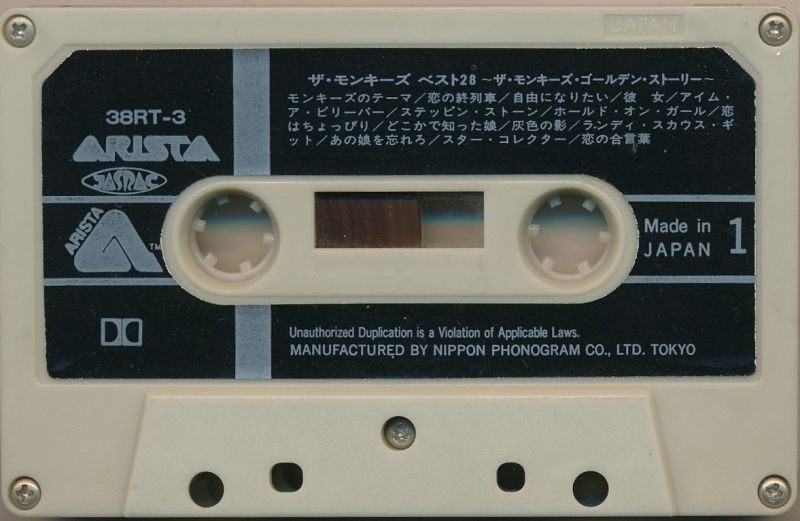 JAPAN
ザ・モンキーズ ベスト28 ～ザ・モンキーズ・ゴールデン・ストーリー～
モンキーズのテーマ／恋の終列車／自由になりたい／彼 女／アイム・
ア・ビリーバー／ステッピン・ストーン／ホールド・オン・ガール／恋
はちょっぴり／どこかで知った娘／灰色の影／ランディ・スカウス・ギ
ット／あの娘を忘れろ／スター・コレクター／恋の合言葉
38RT-3
ARISTA
JASRAC
ARISTA
TM
Made in
JAPAN
1
Unauthorized Duplication is a Violation of Applicable Laws.
MANUFACTURED BY NIPPON PHONOGRAM CO., LTD. TOKYO